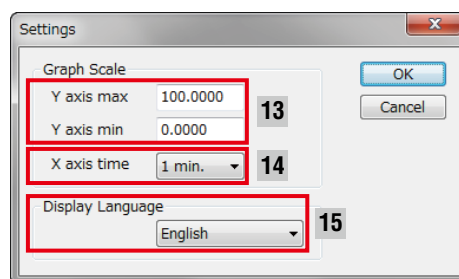 Settings
x
Graph Scale
OK
Y axis max 100.0000
13
Cancel
Y axis min 0.0000
X axis time 1 min. 14
Display Language
15
English